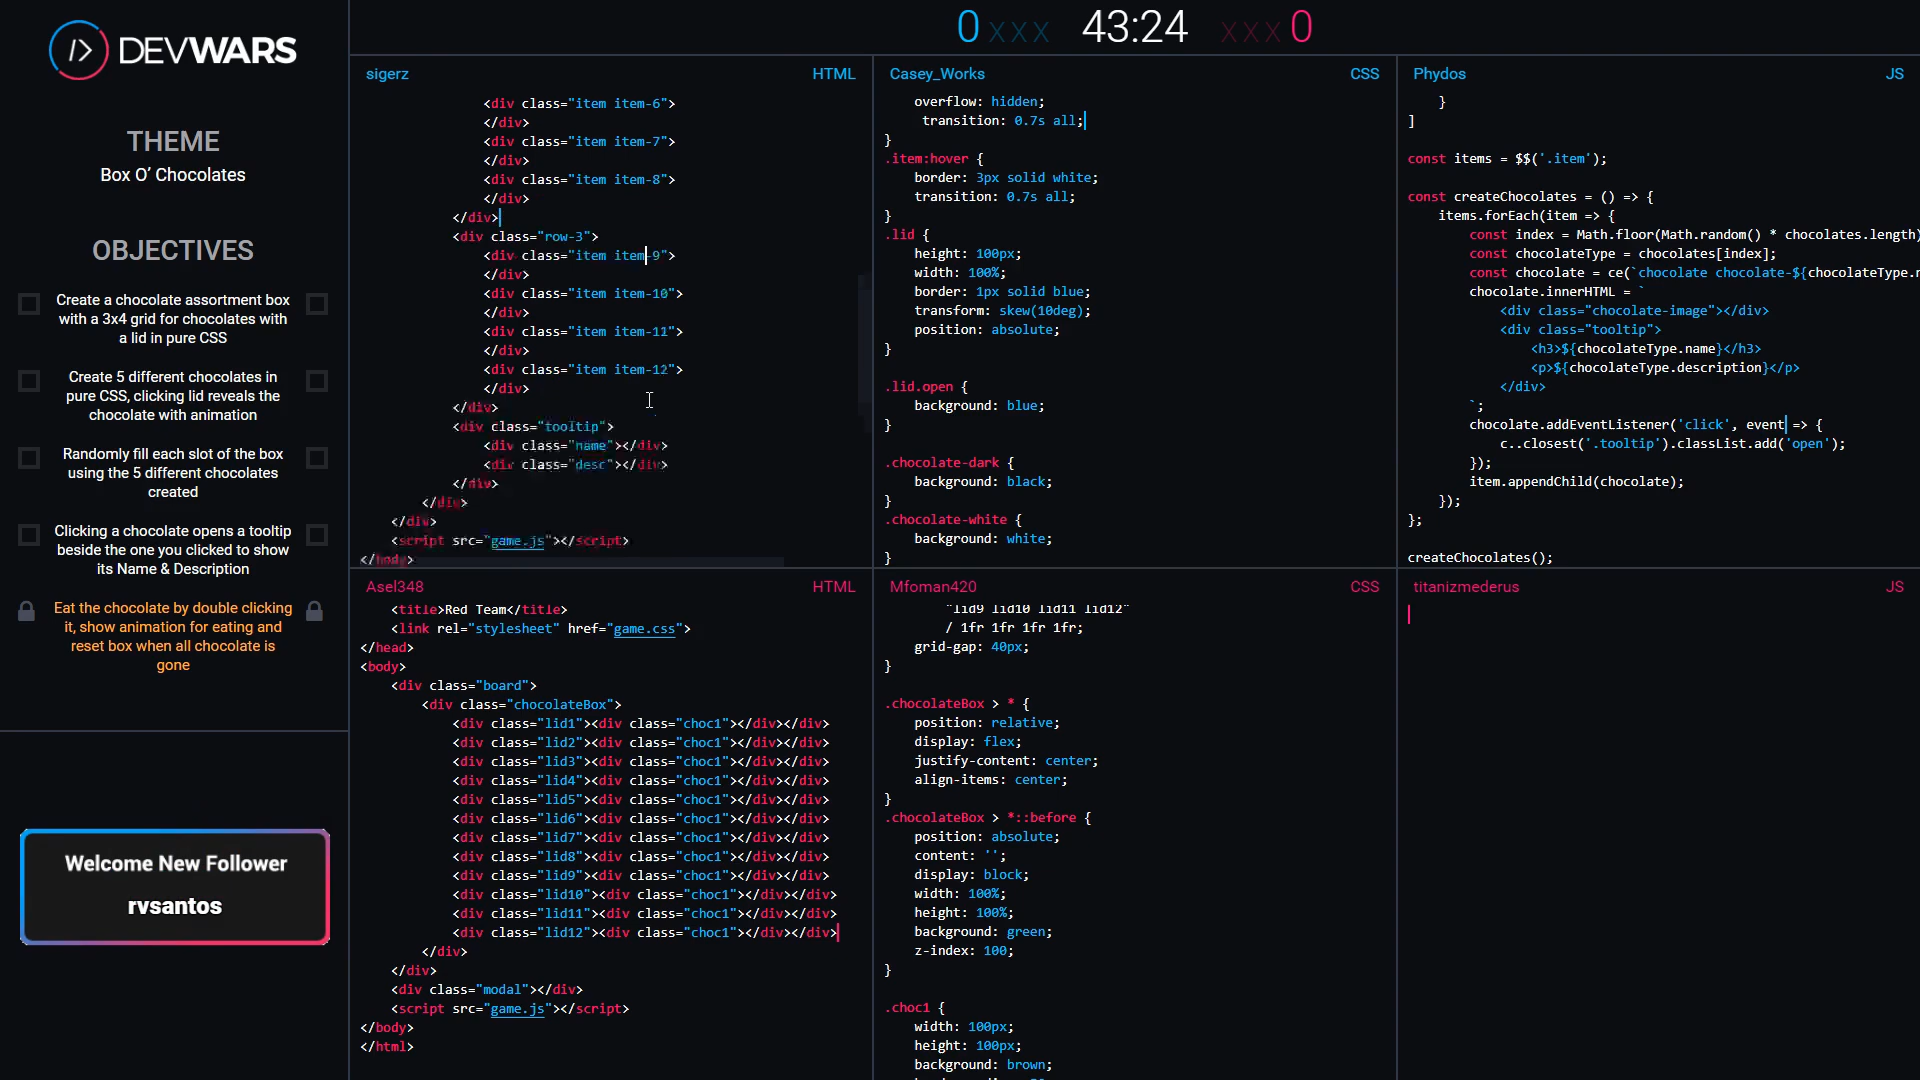 DEVWARS
THEME
Box O’ Chocolates
OBJECTIVES
Create a chocolate assortment box
with a 3x4 grid for chocolates with
a lid in pure CSS
Create 5 different chocolates in
pure CSS, clicking lid reveals the
chocolate with animation
Randomly fill each slot of the box
using the 5 different chocolates
created
Clicking a chocolate opens a tooltip
beside the one you clicked to show
its Name & Description
Eat the chocolate by double clicking
it, show animation for eating and
reset box when all chocolate is
gone
Welcome New Follower
rvsantos
0 xxx 43:24 xxx 0
sigerz HTML
<div class="item item-6">
</div>
<div class="item item-7">
</div>
<div class="item item-8">
</div>
</div>
<div class="row-3">
<div class="item item-9">
</div>
<div class="item item-10">
</div>
<div class="item item-11">
</div>
<div class="item item-12">
</div>
</div>
<div class="tooltip">
<div class="name"></div>
<div class="desc"></div>
</div>
</div>
</div>
<script src="game.js"></script>
</body>
Casey_Works CSS
overflow: hidden;
transition: 0.7s all;
}
.item:hover {
border: 3px solid white;
transition: 0.7s all;
}
.lid {
height: 100px;
width: 100%;
border: 1px solid blue;
transform: skew(10deg);
position: absolute;
}
.lid.open {
background: blue;
}
.chocolate-dark {
background: black;
}
.chocolate-white {
background: white;
}
Phydos JS
}
]
const items = $$('.item');
const createChocolates = () => {
items.forEach(item => {
const index = Math.floor(Math.random() * chocolates.length)
const chocolateType = chocolates[index];
const chocolate = ce(`chocolate chocolate-${chocolateType.n
chocolate.innerHTML = `
<div class="chocolate-image"></div>
<div class="tooltip">
<h3>${chocolateType.name}</h3>
<p>${chocolateType.description}</p>
</div>
`;
chocolate.addEventListener('click', event => {
c..closest('.tooltip').classList.add('open');
});
item.appendChild(chocolate);
});
};
createChocolates();
Asel348 HTML
<title>Red Team</title>
<link rel="stylesheet" href="game.css">
</head>
<body>
<div class="board">
<div class="chocolateBox">
<div class="lid1"><div class="choc1"></div></div>
<div class="lid2"><div class="choc1"></div></div>
<div class="lid3"><div class="choc1"></div></div>
<div class="lid4"><div class="choc1"></div></div>
<div class="lid5"><div class="choc1"></div></div>
<div class="lid6"><div class="choc1"></div></div>
<div class="lid7"><div class="choc1"></div></div>
<div class="lid8"><div class="choc1"></div></div>
<div class="lid9"><div class="choc1"></div></div>
<div class="lid10"><div class="choc1"></div></div>
<div class="lid11"><div class="choc1"></div></div>
<div class="lid12"><div class="choc1"></div></div>
</div>
</div>
<div class="modal"></div>
<script src="game.js"></script>
</body>
</html>
Mfoman420 CSS
"lid9 lid10 lid11 lid12"
/ 1fr 1fr 1fr 1fr;
grid-gap: 40px;
}
.chocolateBox > * {
position: relative;
display: flex;
justify-content: center;
align-items: center;
}
.chocolateBox > *::before {
position: absolute;
content: '';
display: block;
width: 100%;
height: 100%;
background: green;
z-index: 100;
}
.choc1 {
width: 100px;
height: 100px;
background: brown;
titanizmederus JS